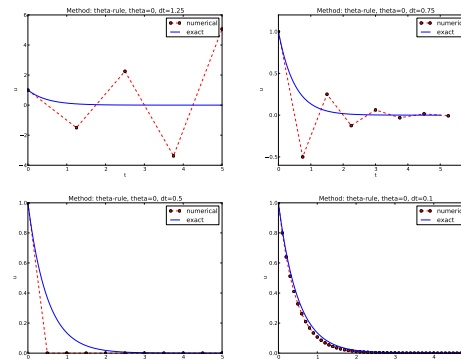 Method: theta-rule, theta=0, dt=1.25
6
4
2
0
−2
−4
0
1
2
3
4
5
t
u
numerical
exact
Method: theta-rule, theta=0, dt=0.75
1.0
0.5
0.0
−0.5
0
1
2
3
4
5
t
u
numerical
exact
Method: theta-rule, theta=0, dt=0.5
1.0
0.8
0.6
0.4
0.2
0.0
0
1
2
3
4
5
u
numerical
exact
Method: theta-rule, theta=0, dt=0.1
1.0
0.8
0.6
0.4
0.2
0.0
1
2
3
4
u
numerical
exact